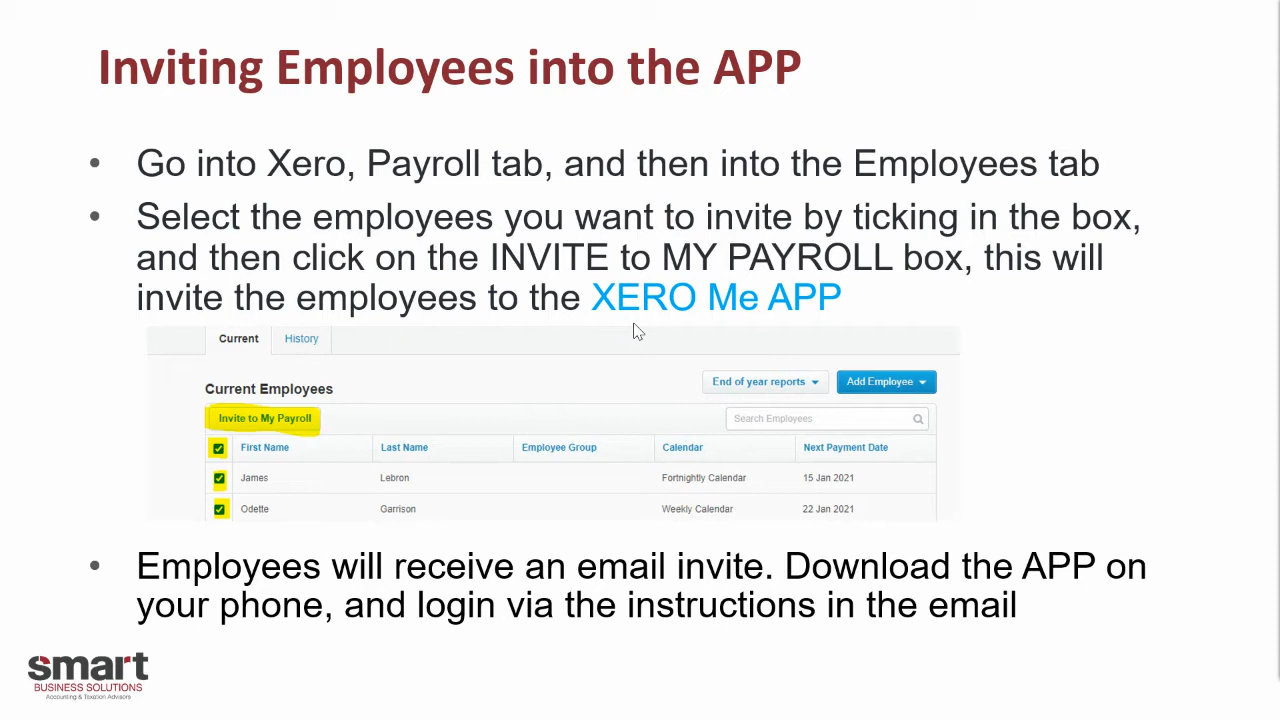 Inviting Employees into the APP
• Go into Xero, Payroll tab, and then into the Employees tab
• Select the employees you want to invite by ticking in the box,
and then click on the INVITE to MY PAYROLL box, this will
invite the employees to the XERO Me APP
Current History
Current Employees End of year reports Add Employee
Invite to My Payroll Search Employees
First Name Last Name Employee Group Calendar Next Payment Date
James Lebron Fortnightly Calendar 15 Jan 2021
Odette Garrison Weekly Calendar 22 Jan 2021
• Employees will receive an email invite. Download the APP on
your phone, and login via the instructions in the email
smart
BUSINESS SOLUTIONS
Accounting & Taxation Advisors